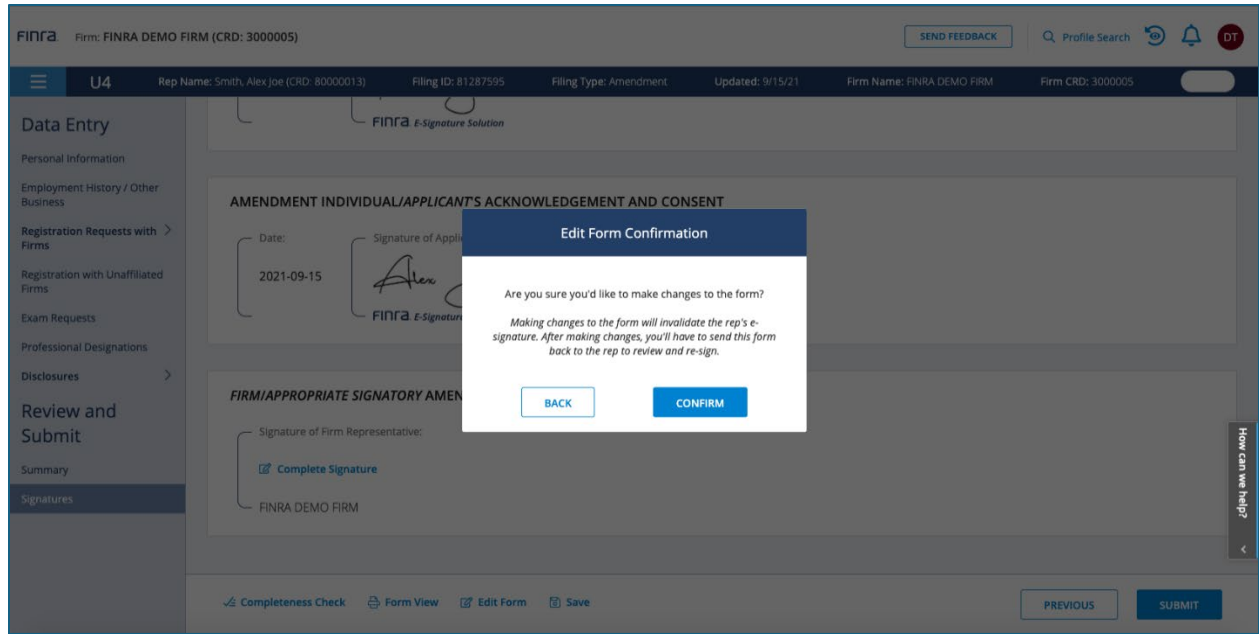 Finra Firm: FINRA DEMO FIRM (CRD: 3000005) SEND FEEDBACK Profile Search DT
U4 Rep Name: Smith, Alex Joe (CRD: 80000013) Filing ID: 81287595 Filing Type: Amendment Updated: 9/15/21 Firm Name: FINRA DEMO FIRM Firm CRD: 3000005
Data Entry
Personal Information
Employment History / Other
Business
Registration Requests with
Firms
Registration with Unaffiliated
Firms
Exam Requests
Professional Designations
Disclosures
Review and
Submit
Summary
Signatures
Finra E-Signature Solution
AMENDMENT INDIVIDUAL/APPLICANT'S ACKNOWLEDGEMENT AND CONSENT
Date: Signature of
2021-09-15 Alex
Finra
FIRM/APPROPRIATE SIGNATORY
Signature of Firm Representative:
Complete Signature
FINRA DEMO FIRM
Edit Form Confirmation
Are you sure you'd like to make changes to the form?
Making changes to the form will invalidate the rep's e-
signature. After making changes, you'll have to send this form
back to the rep to review and re-sign.
BACK CONFIRM
How can we help?
Completeness Check Form View Edit Form Save PREVIOUS SUBMIT